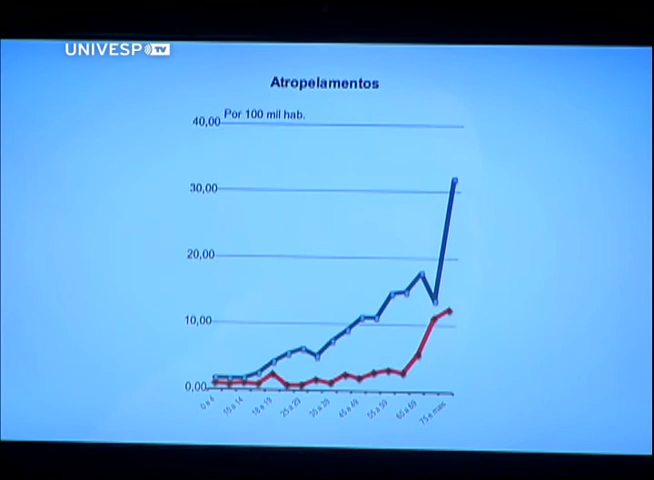 UNIVESP TV
Atropelamentos
Por 100 mil hab.
40,00
30,00
20,00
10,00
0,00
0 a 4
10 a 14
18 a 19
25 a 29
35 a 39
45 a 49
55 a 59
65 a 69
75 e mais